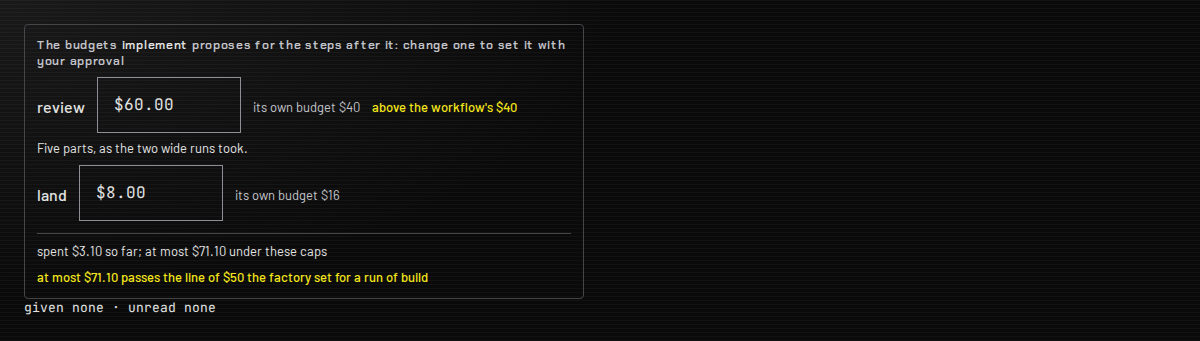 The budgets implement proposes for the steps after it: change one to set it with
your approval
review $60.00 its own budget $40 above the workflow's $40
Five parts, as the two wide runs took.
land $8.00 its own budget $16
spent $3.10 so far; at most $71.10 under these caps
at most $71.10 passes the line of $50 the factory set for a run of build
given none · unread none